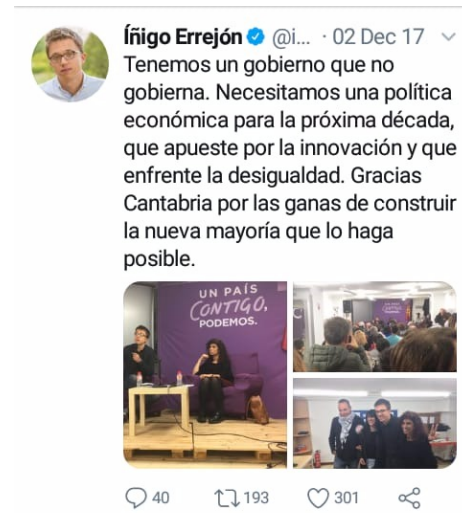 Íñigo Errejón @i... · 02 Dec 17
Tenemos un gobierno que no
gobierna. Necesitamos una política
económica para la próxima década,
que apueste por la innovación y que
enfrente la desigualdad. Gracias
Cantabria por las ganas de construir
la nueva mayoría que lo haga
posible.
UN PAÍS
CONTIGO,
PODEMOS.
40 193 301